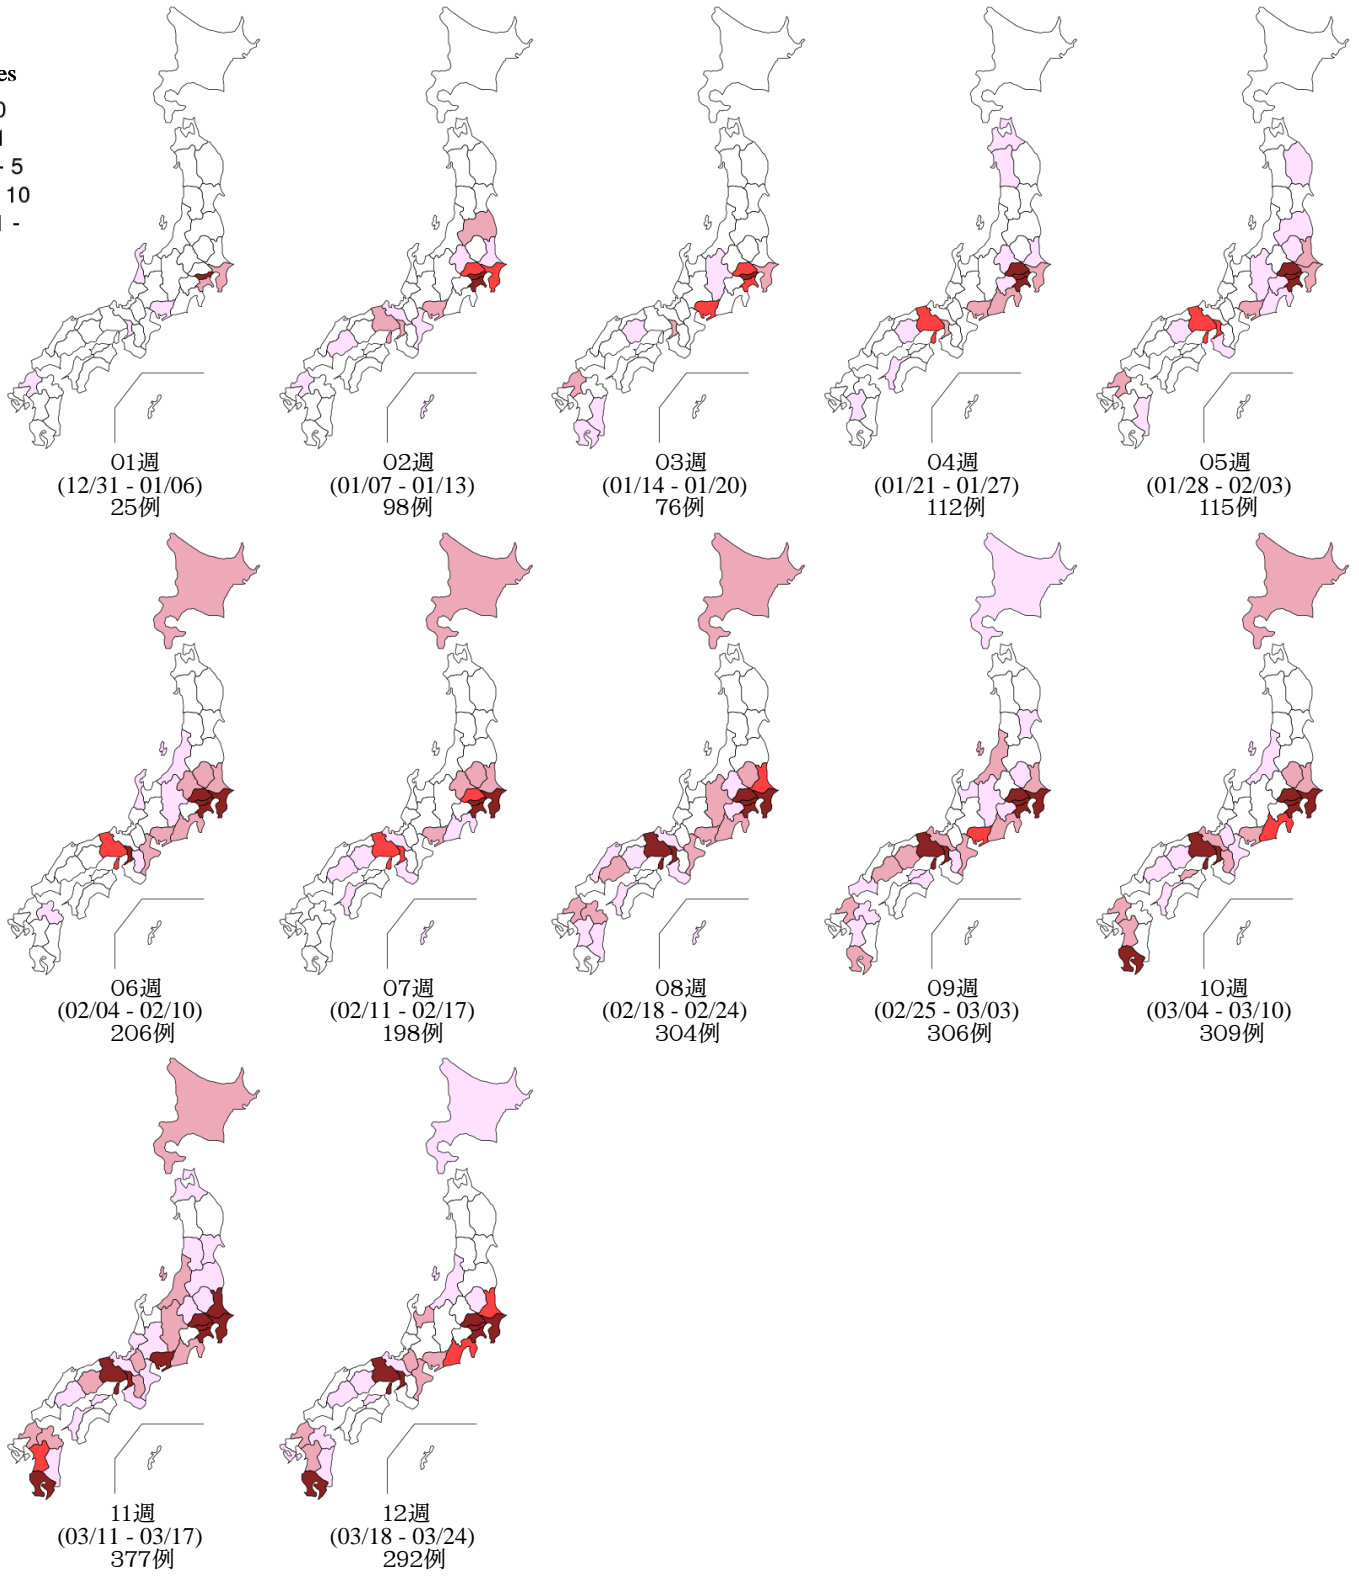 es
0
1
- 5
10
-
01週
(12/31 - 01/06)
25例
02週
(01/07 - 01/13)
98例
03週
(01/14 - 01/20)
76例
04週
(01/21 - 01/27)
112例
05週
(01/28 - 02/03)
115例
06週
(02/04 - 02/10)
206例
07週
(02/11 - 02/17)
198例
08週
(02/18 - 02/24)
304例
09週
(02/25 - 03/03)
306例
10週
(03/04 - 03/10)
309例
11週
(03/11 - 03/17)
377例
12週
(03/18 - 03/24)
292例